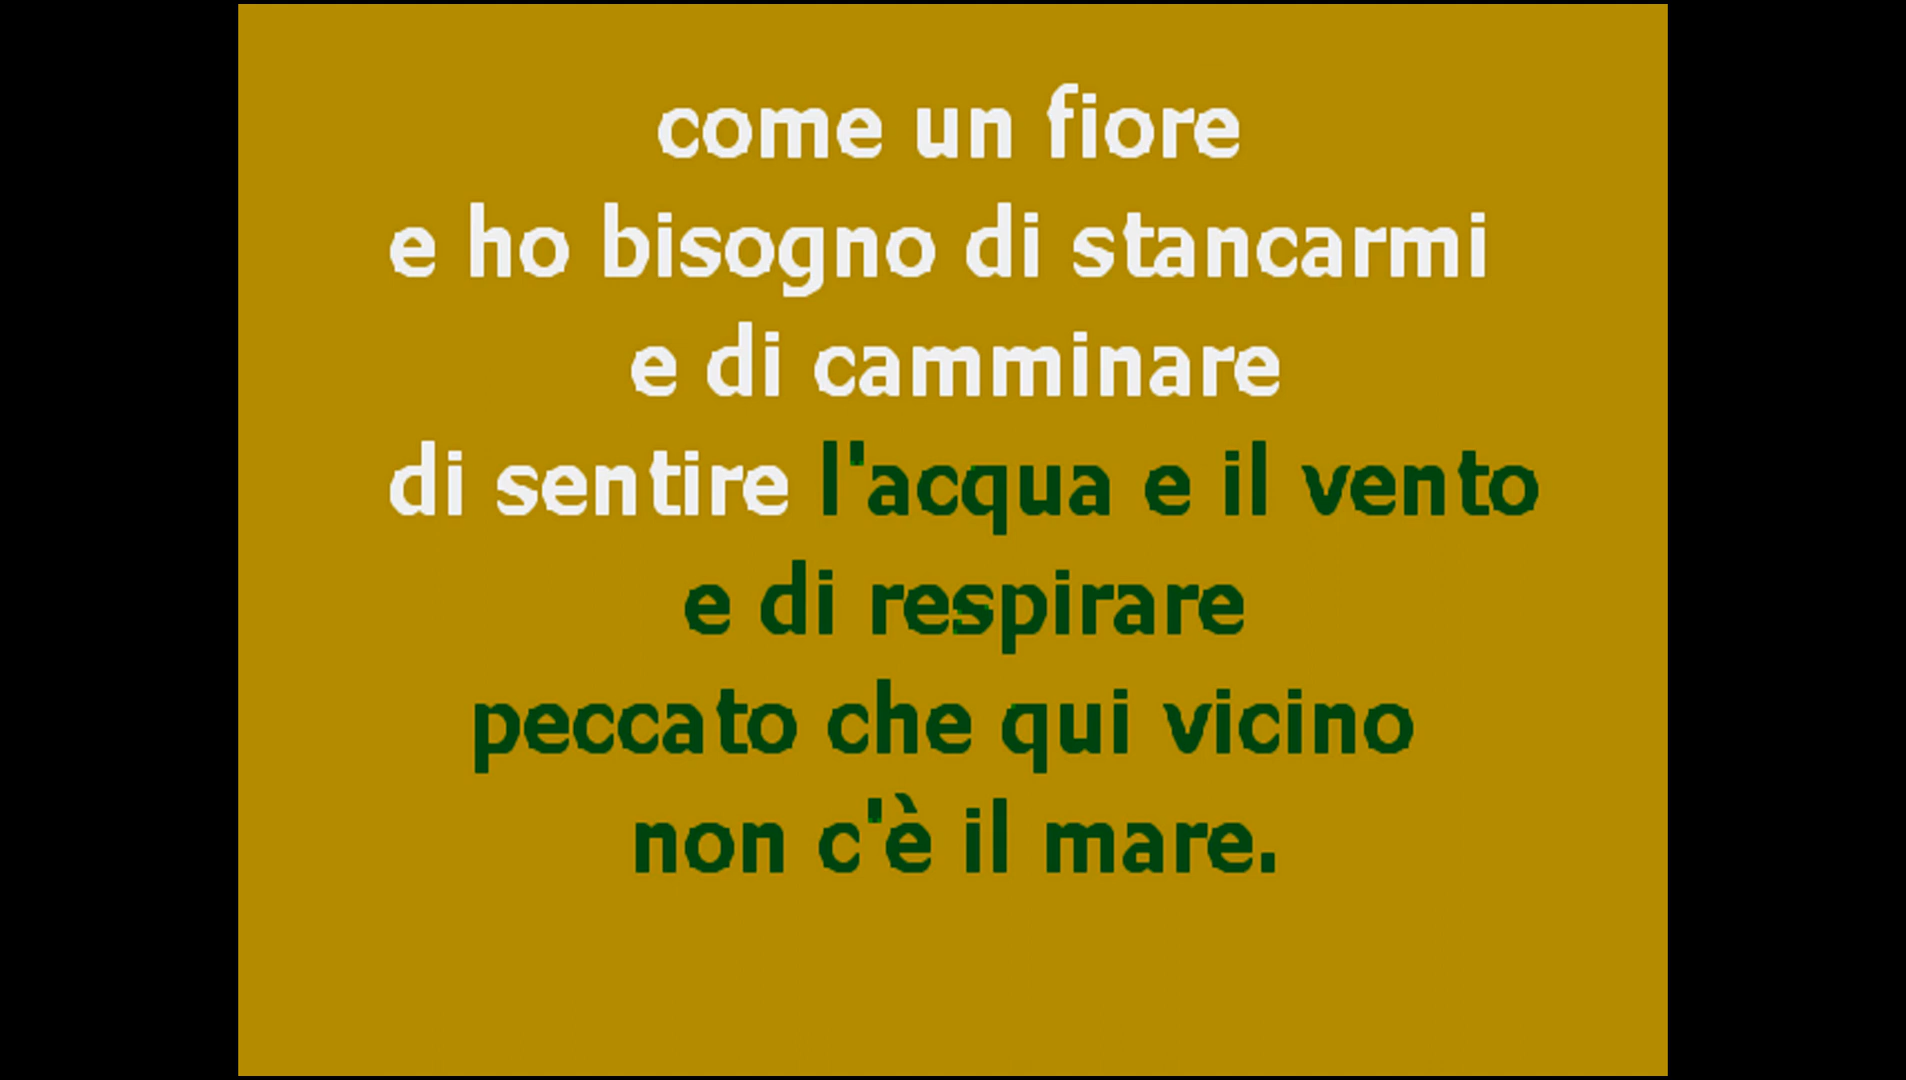 come un fiore
e ho bisogno di stancarmi
e di camminare
di sentire l'acqua e il vento
e di respirare
peccato che qui vicino
non c'è il mare.